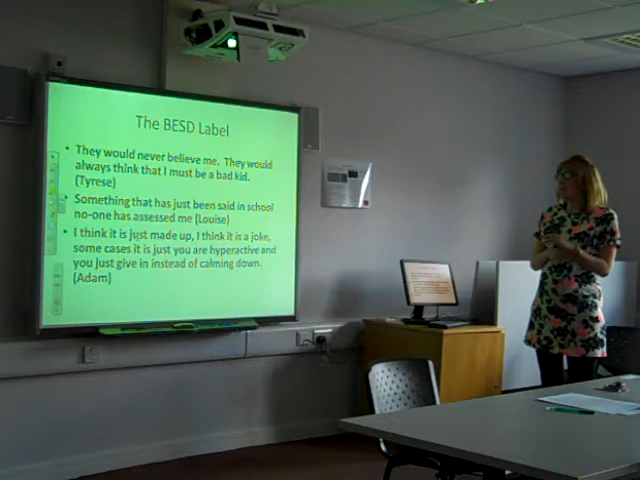 The BESD Label
• They would never believe me. They would
always think that I must be a bad kid.
(Tyrese)
• Something that has just been said in school
no-one has assessed me (Louise)
• I think it is just made up, I think it is a joke,
some cases it is just you are hyperactive and
you just give in instead of calming down.
(Adam)